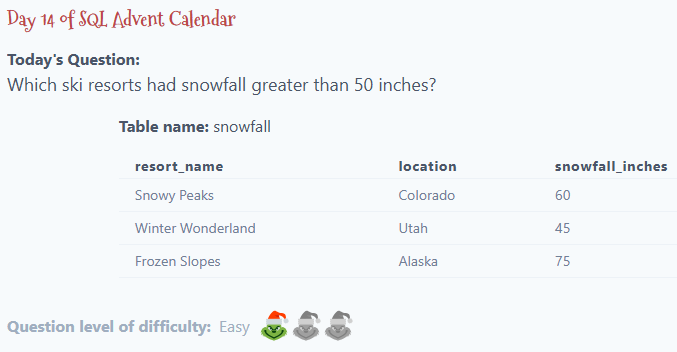 Day 14 of SQL Advent Calendar
Today's Question:
Which ski resorts had snowfall greater than 50 inches?
Table name: snowfall
resort_name location snowfall_inches
Snowy Peaks Colorado 60
Winter Wonderland Utah 45
Frozen Slopes Alaska 75
Question level of difficulty: Easy